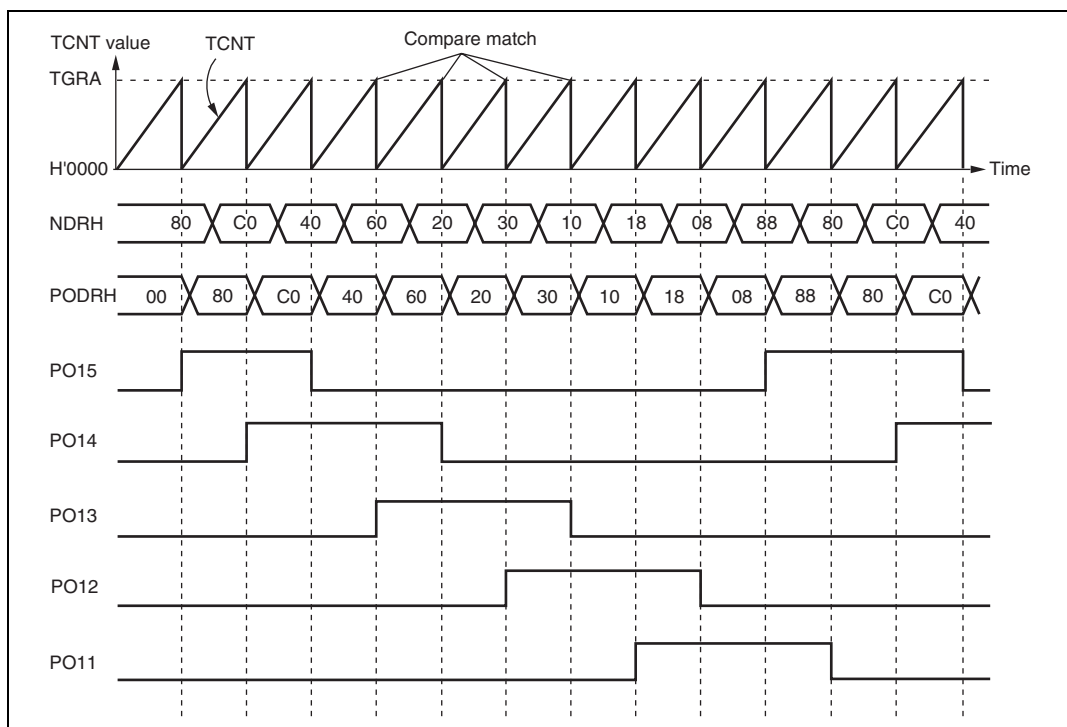 TCNT value TCNT Compare match
TGRA
H'0000 Time
NDRH 80 C0 40 60 20 30 10 18 08 88 80 C0 40
PODRH 00 80 C0 40 60 20 30 10 18 08 88 80 C0
PO15
PO14
PO13
PO12
PO11